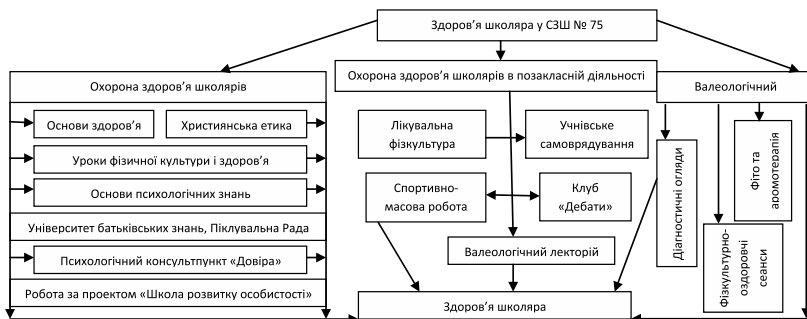 Здоров'я школяра у СЗШ № 75
Охорона здоров'я школярів
Основи здоров'я
Християнська етика
Уроки фізичної культури і здоров'я
Основи психологічних знань
Університет батьківських знань, Піклувальна Рада
Психологічний консультпункт «Довіра»
Робота за проектом «Школа розвитку особистості»
Охорона здоров'я школярів в позакласній діяльності
Лікувальна
фізкультура
Учнівське
самоврядування
Спортивно-
масова робота
Клуб
«Дебати»
Валеологічний лекторій
Здоров'я школяра
Валеологічний
Діагностичні огляди
Фізкультурно-
оздоровчі
сеанси
Фіто та
аромотерапія